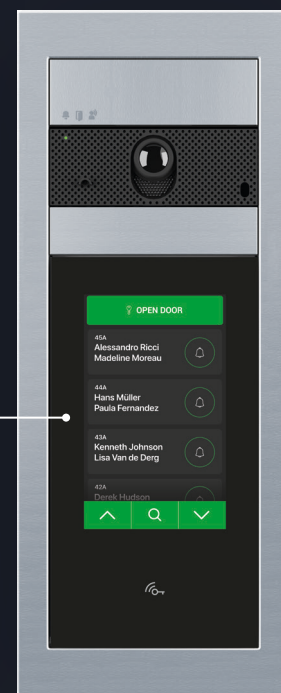 OPEN DOOR
45A
Alessandro Ricci
Madeline Moreau
44A
Hans Müller
Paula Fernandez
43A
Kenneth Johnson
Lisa Van de Derg
42A
Derek Hudson